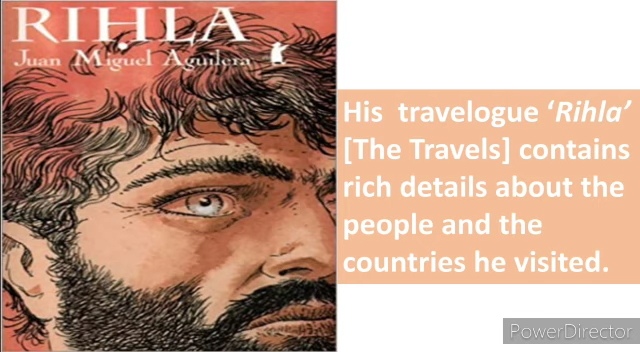 RIḤLA
Juan Miguel Aguilera
His travelogue ‘Rihla’
[The Travels] contains
rich details about the
people and the
countries he visited.
PowerDirector